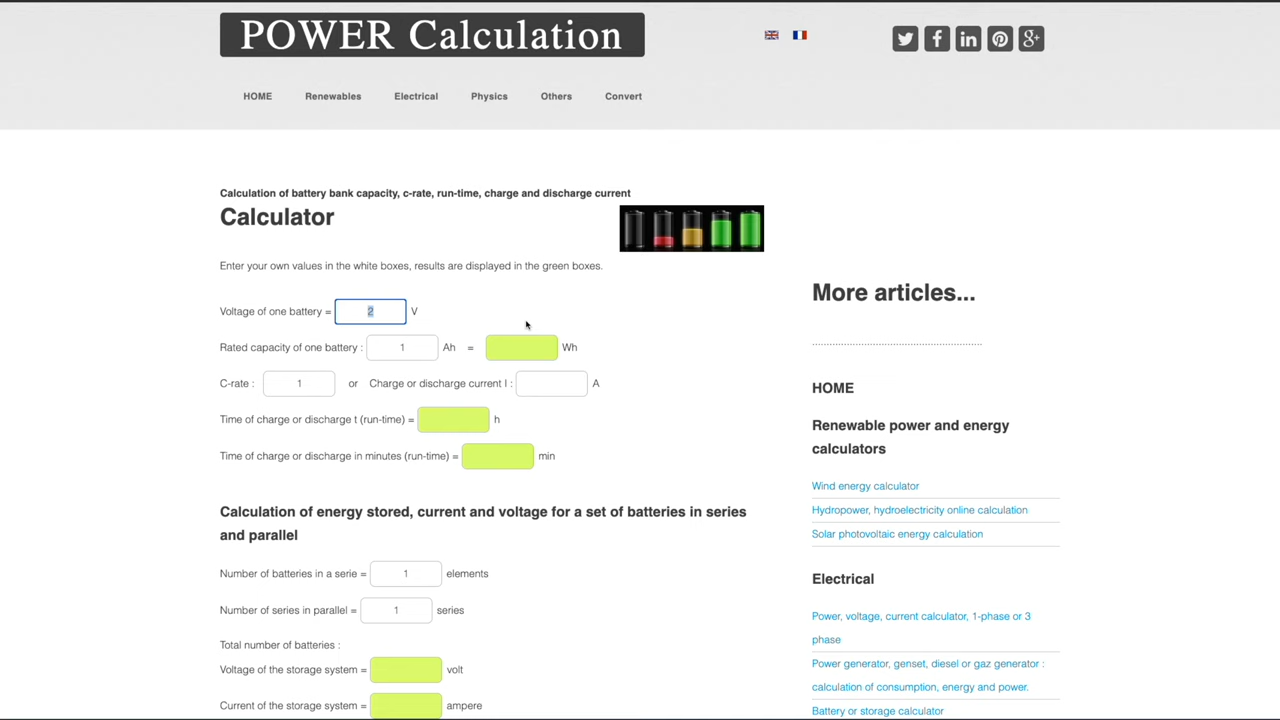 POWER Calculation
HOME Renewables Electrical Physics Others Convert
Calculation of battery bank capacity, c-rate, run-time, charge and discharge current
Calculator
Enter your own values in the white boxes, results are displayed in the green boxes.
Voltage of one battery = 2 V
Rated capacity of one battery : 1 Ah = Wh
C-rate : 1 or Charge or discharge current I : A
Time of charge or discharge t (run-time) = h
Time of charge or discharge in minutes (run-time) = min
Calculation of energy stored, current and voltage for a set of batteries in series
and parallel
Number of batteries in a serie = 1 elements
Number of series in parallel = 1 series
Total number of batteries :
Voltage of the storage system = volt
Current of the storage system = ampere
More articles...
HOME
Renewable power and energy
calculators
Wind energy calculator
Hydropower, hydroelectricity online calculation
Solar photovoltaic energy calculation
Electrical
Power, voltage, current calculator, 1-phase or 3
phase
Power generator, genset, diesel or gaz generator :
calculation of consumption, energy and power.
Battery or storage calculator